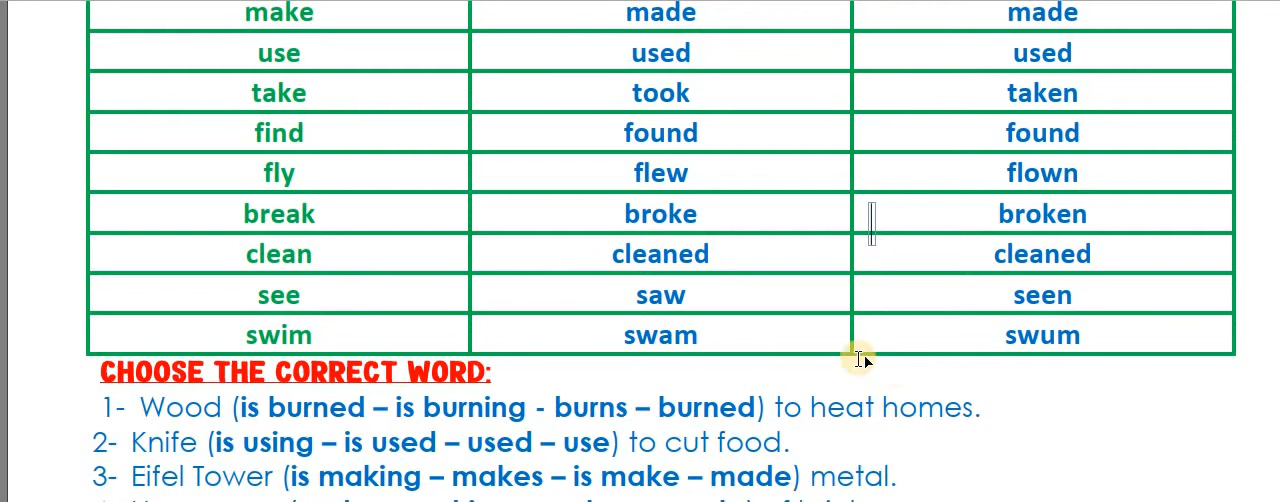 make made made
use used used
take took taken
find found found
fly flew flown
break broke broken
clean cleaned cleaned
see saw seen
swim swam swum
CHOOSE THE CORRECT WORD:
1- Wood (is burned – is burning - burns – burned) to heat homes.
2- Knife (is using – is used – used – use) to cut food.
3- Eifel Tower (is making – makes – is make – made) metal.